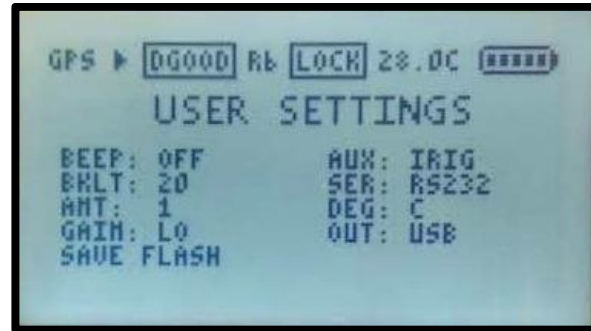 GPS DGOOD Rb LOCK 28.0C
USER SETTINGS
BEEP: OFF AUX: IRIG
BKLT: 20 SER: RS232
ANT: 1 DEG: C
GAIN: LO OUT: USB
SAVE FLASH